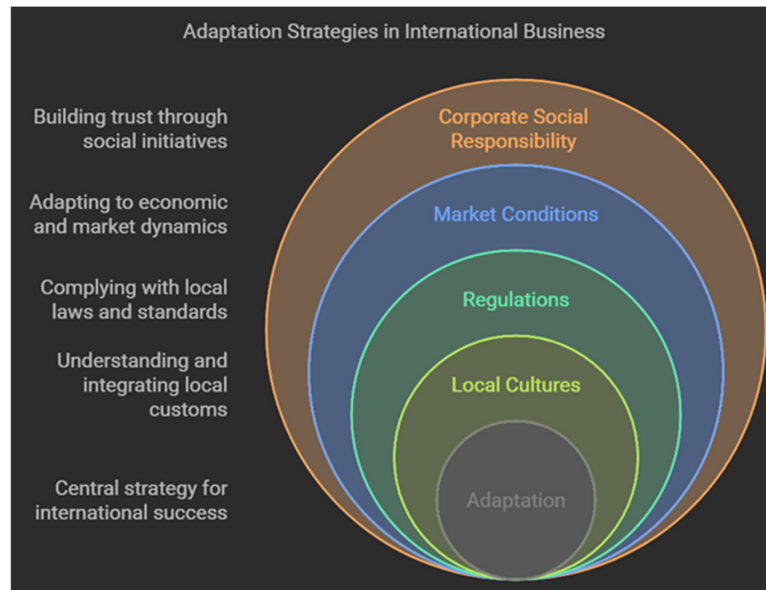 Adaptation Strategies in International Business
Building trust through
social initiatives
Corporate Social
Responsibility
Adapting to economic
and market dynamics
Market Conditions
Complying with local
laws and standards
Regulations
Understanding and
integrating local
customs
Local Cultures
Central strategy for
international success
Adaptation